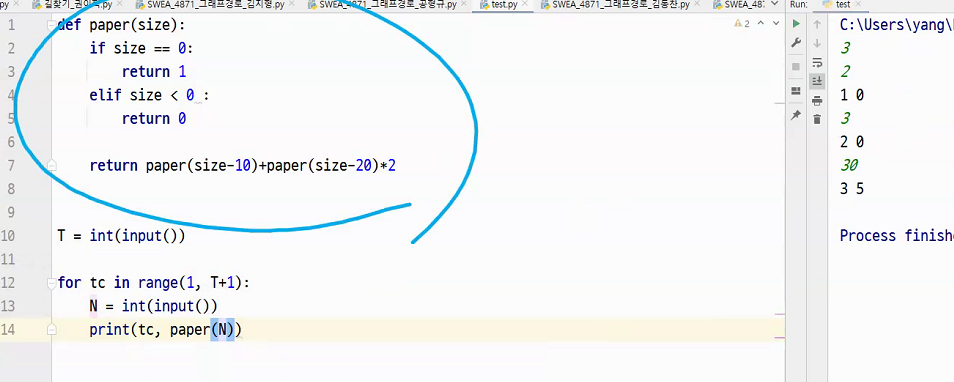 py
길찾기_권이
SWEA_4871_그래프경로_김지형.py
SWEA_4871_그래프경로_공형규.py
test.py
SWEA_4871_그래프경로_김동찬.py
SWEA_487
Run: test
2
1 def paper(size):
2 if size == 0:
3 return 1
4 elif size < 0 :
5 return 0
6
7 return paper(size-10)+paper(size-20)*2
8
9
10 T = int(input())
11
12 for tc in range(1, T+1):
13 N = int(input())
14 print(tc, paper(N))
C:\Users\yang\
3
2
1 0
3
2 0
30
3 5
Process finishe